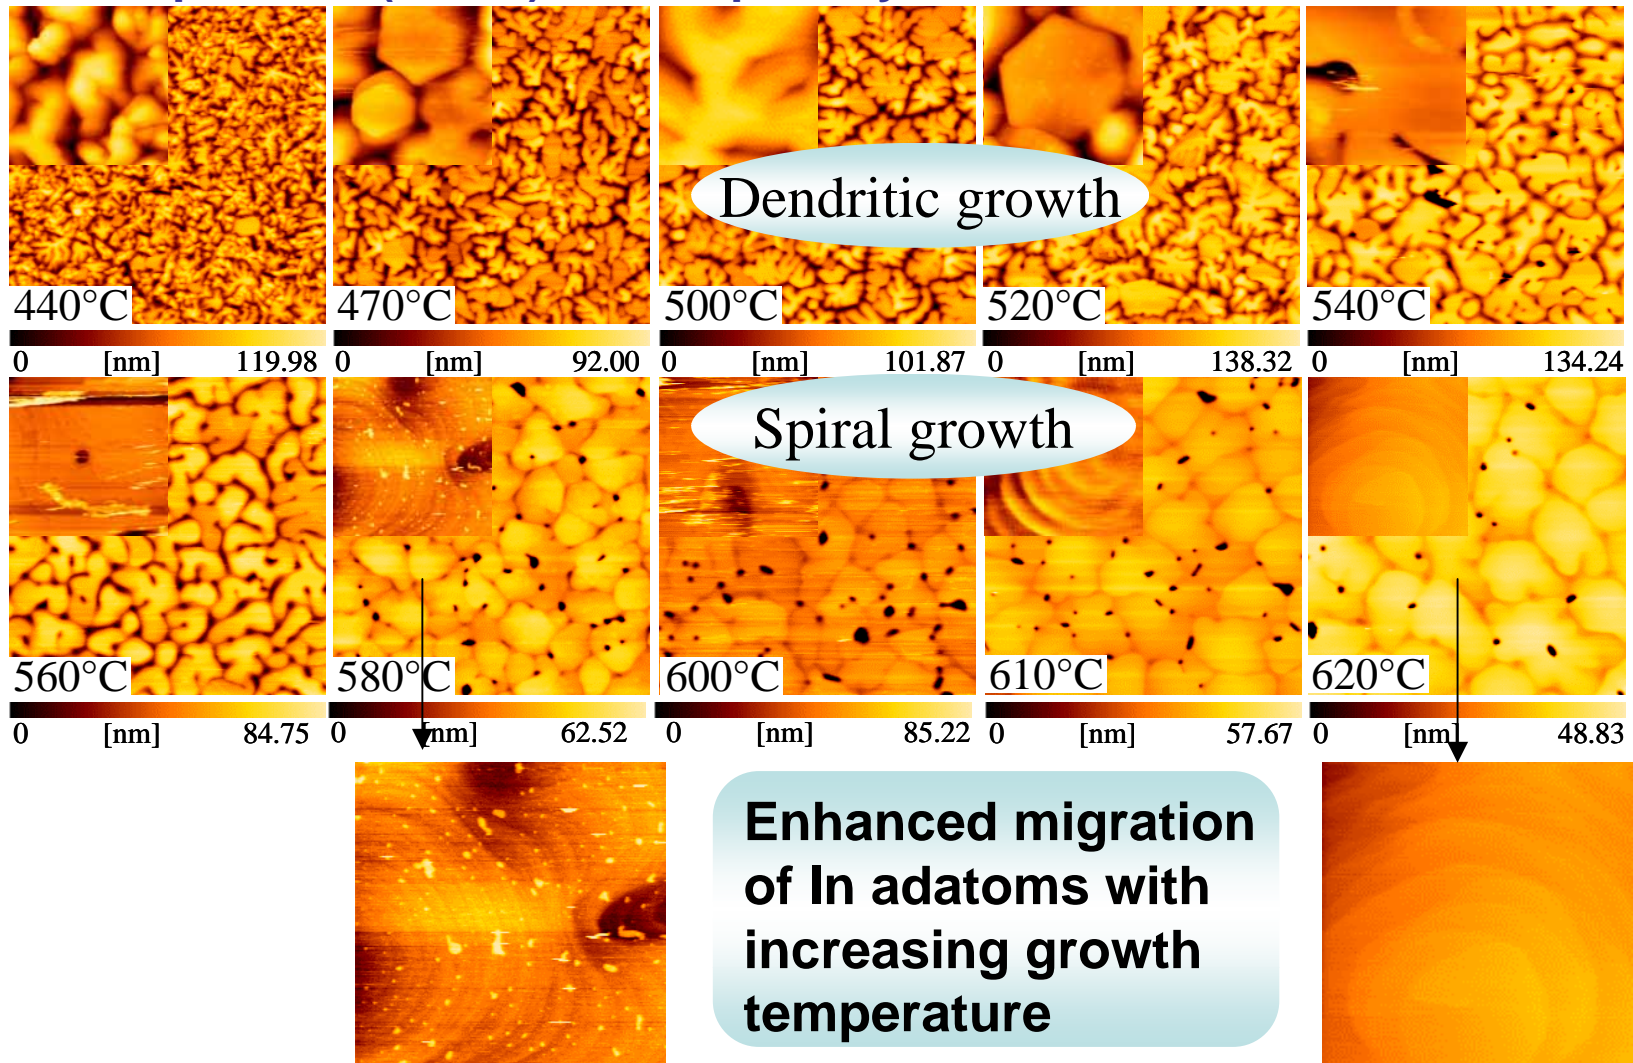 Dendritic growth
440°C
470°C
500°C
520°C
540°C
0 [nm] 119.98
0 [nm] 92.00
0 [nm] 101.87
0 [nm] 138.32
0 [nm] 134.24
Spiral growth
560°C
580°C
600°C
610°C
620°C
0 [nm] 84.75
0 [nm] 62.52
0 [nm] 85.22
0 [nm] 57.67
0 [nm] 48.83
Enhanced migration
of In adatoms with
increasing growth
temperature